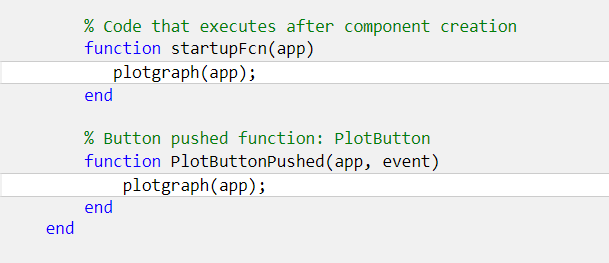 % Code that executes after component creation
function startupFcn(app)
plotgraph(app);
end
% Button pushed function: PlotButton
function PlotButtonPushed(app, event)
plotgraph(app);
end
end